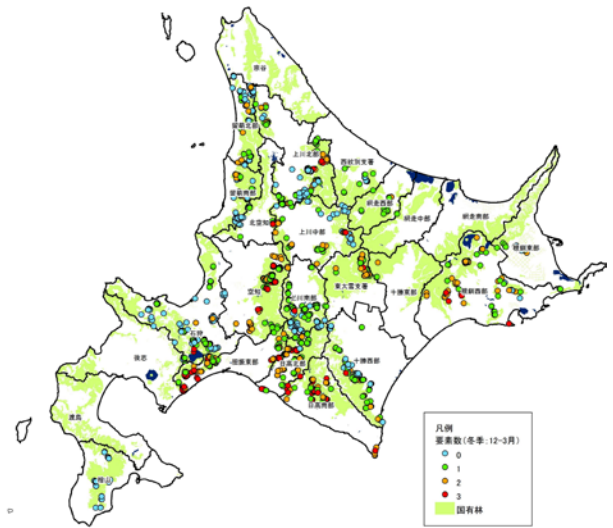 宗谷
留萌北部
上川北部
西紋別支署
留萌南部
網走西部
網走中部
網走南部
北空知
上川中部
根釧東部
空知
東大雪支署
十勝東部
根釧西部
上川南部
石狩
後志
胆振東部
日高北部
十勝西部
日高南部
渡島
檜山
凡例
要素数(冬季:12-3月)
0
1
2
3
国有林